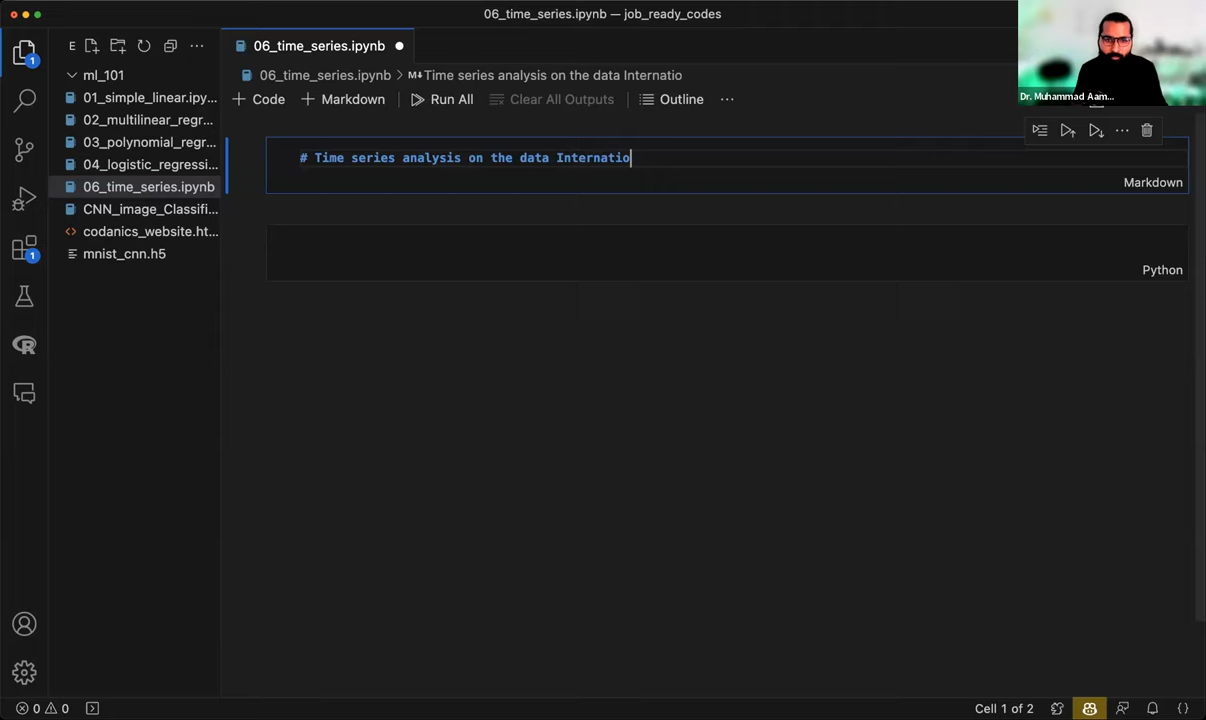 06_time_series.ipynb — job_ready_codes
E
06_time_series.ipynb
Dr. Muhammad Aam...
ml_101
01_simple_linear.ipy...
02_multilinear_regr...
03_polynomial_regr...
04_logistic_regressi...
06_time_series.ipynb
CNN_image_Classifi...
codanics_website.ht...
mnist_cnn.h5
06_time_series.ipynb > M↓Time series analysis on the data Internatio
+ Code + Markdown Run All Clear All Outputs Outline ...
# Time series analysis on the data Internatio
Markdown
Python
1
1
R
0 0
Cell 1 of 2